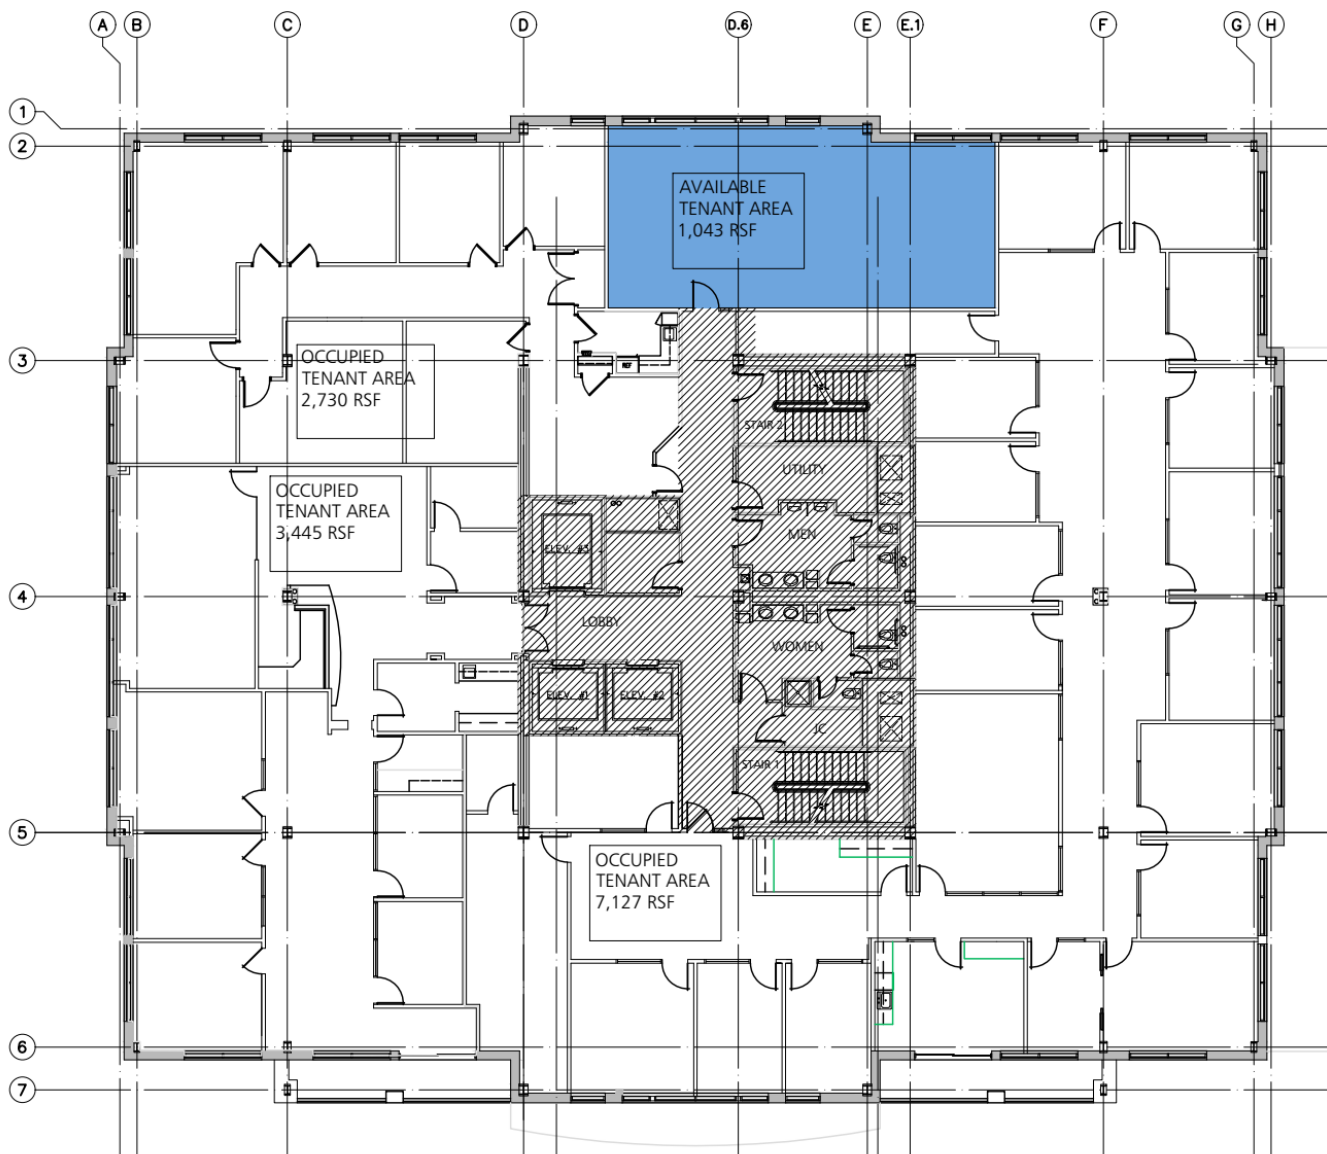 A B C D D.6 E E.1 F G H
1
2
AVAILABLE
TENANT AREA
1,043 RSF
3
OCCUPIED
TENANT AREA
2,730 RSF
REF
STAIR 2
UTILITY
OCCUPIED
TENANT AREA
3,445 RSF
MEN
ELEV. #3
4
LOBBY
WOMEN
ELEV. #1
ELEV. #2
JC
STAIR 1
5
OCCUPIED
TENANT AREA
7,127 RSF
6
7